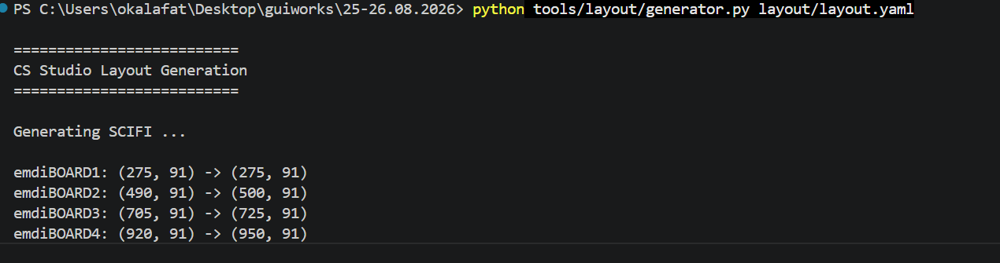 PS C:\Users\okalafat\Desktop\guiworks\25-26.08.2026> python tools/layout/generator.py layout/layout.yaml
==========================
CS Studio Layout Generation
==========================
Generating SCIFI ...
emdiBOARD1: (275, 91) -> (275, 91)
emdiBOARD2: (490, 91) -> (500, 91)
emdiBOARD3: (705, 91) -> (725, 91)
emdiBOARD4: (920, 91) -> (950, 91)